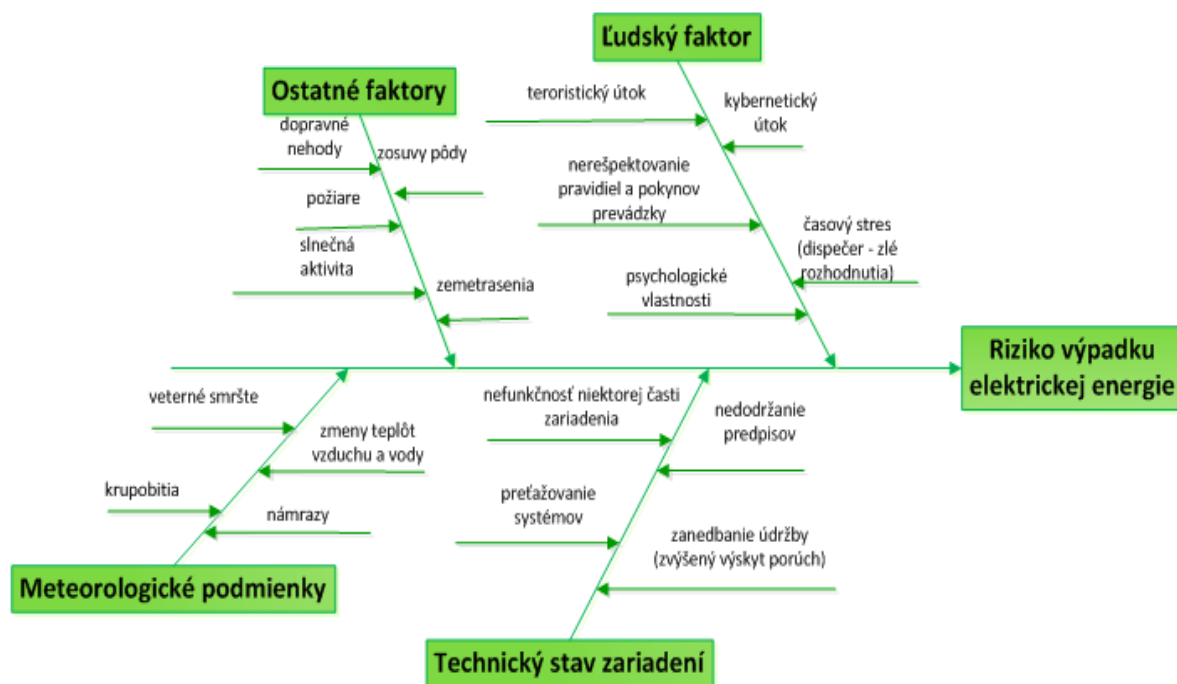 Ľudský faktor
teroristický útok
kybernetický
útok
nerešpektovanie
pravidiel a pokynov
prevádzky
časový stres
(dispečer - zlé
rozhodnutia)
psychologické
vlastnosti
Ostatné faktory
dopravné
nehody
zosuvy pôdy
požiare
slnečná
aktivita
zemetrasenia
Riziko výpadku
elektrickej energie
veterné smršte
zmeny teplôt
vzduchu a vody
krupobitia
námrazy
Meteorologické podmienky
nefunkčnosť niektorej časti
zariadenia
nedodržanie
predpisov
preťažovanie
systémov
zanedbanie údržby
(zvýšený výskyt porúch)
Technický stav zariadení